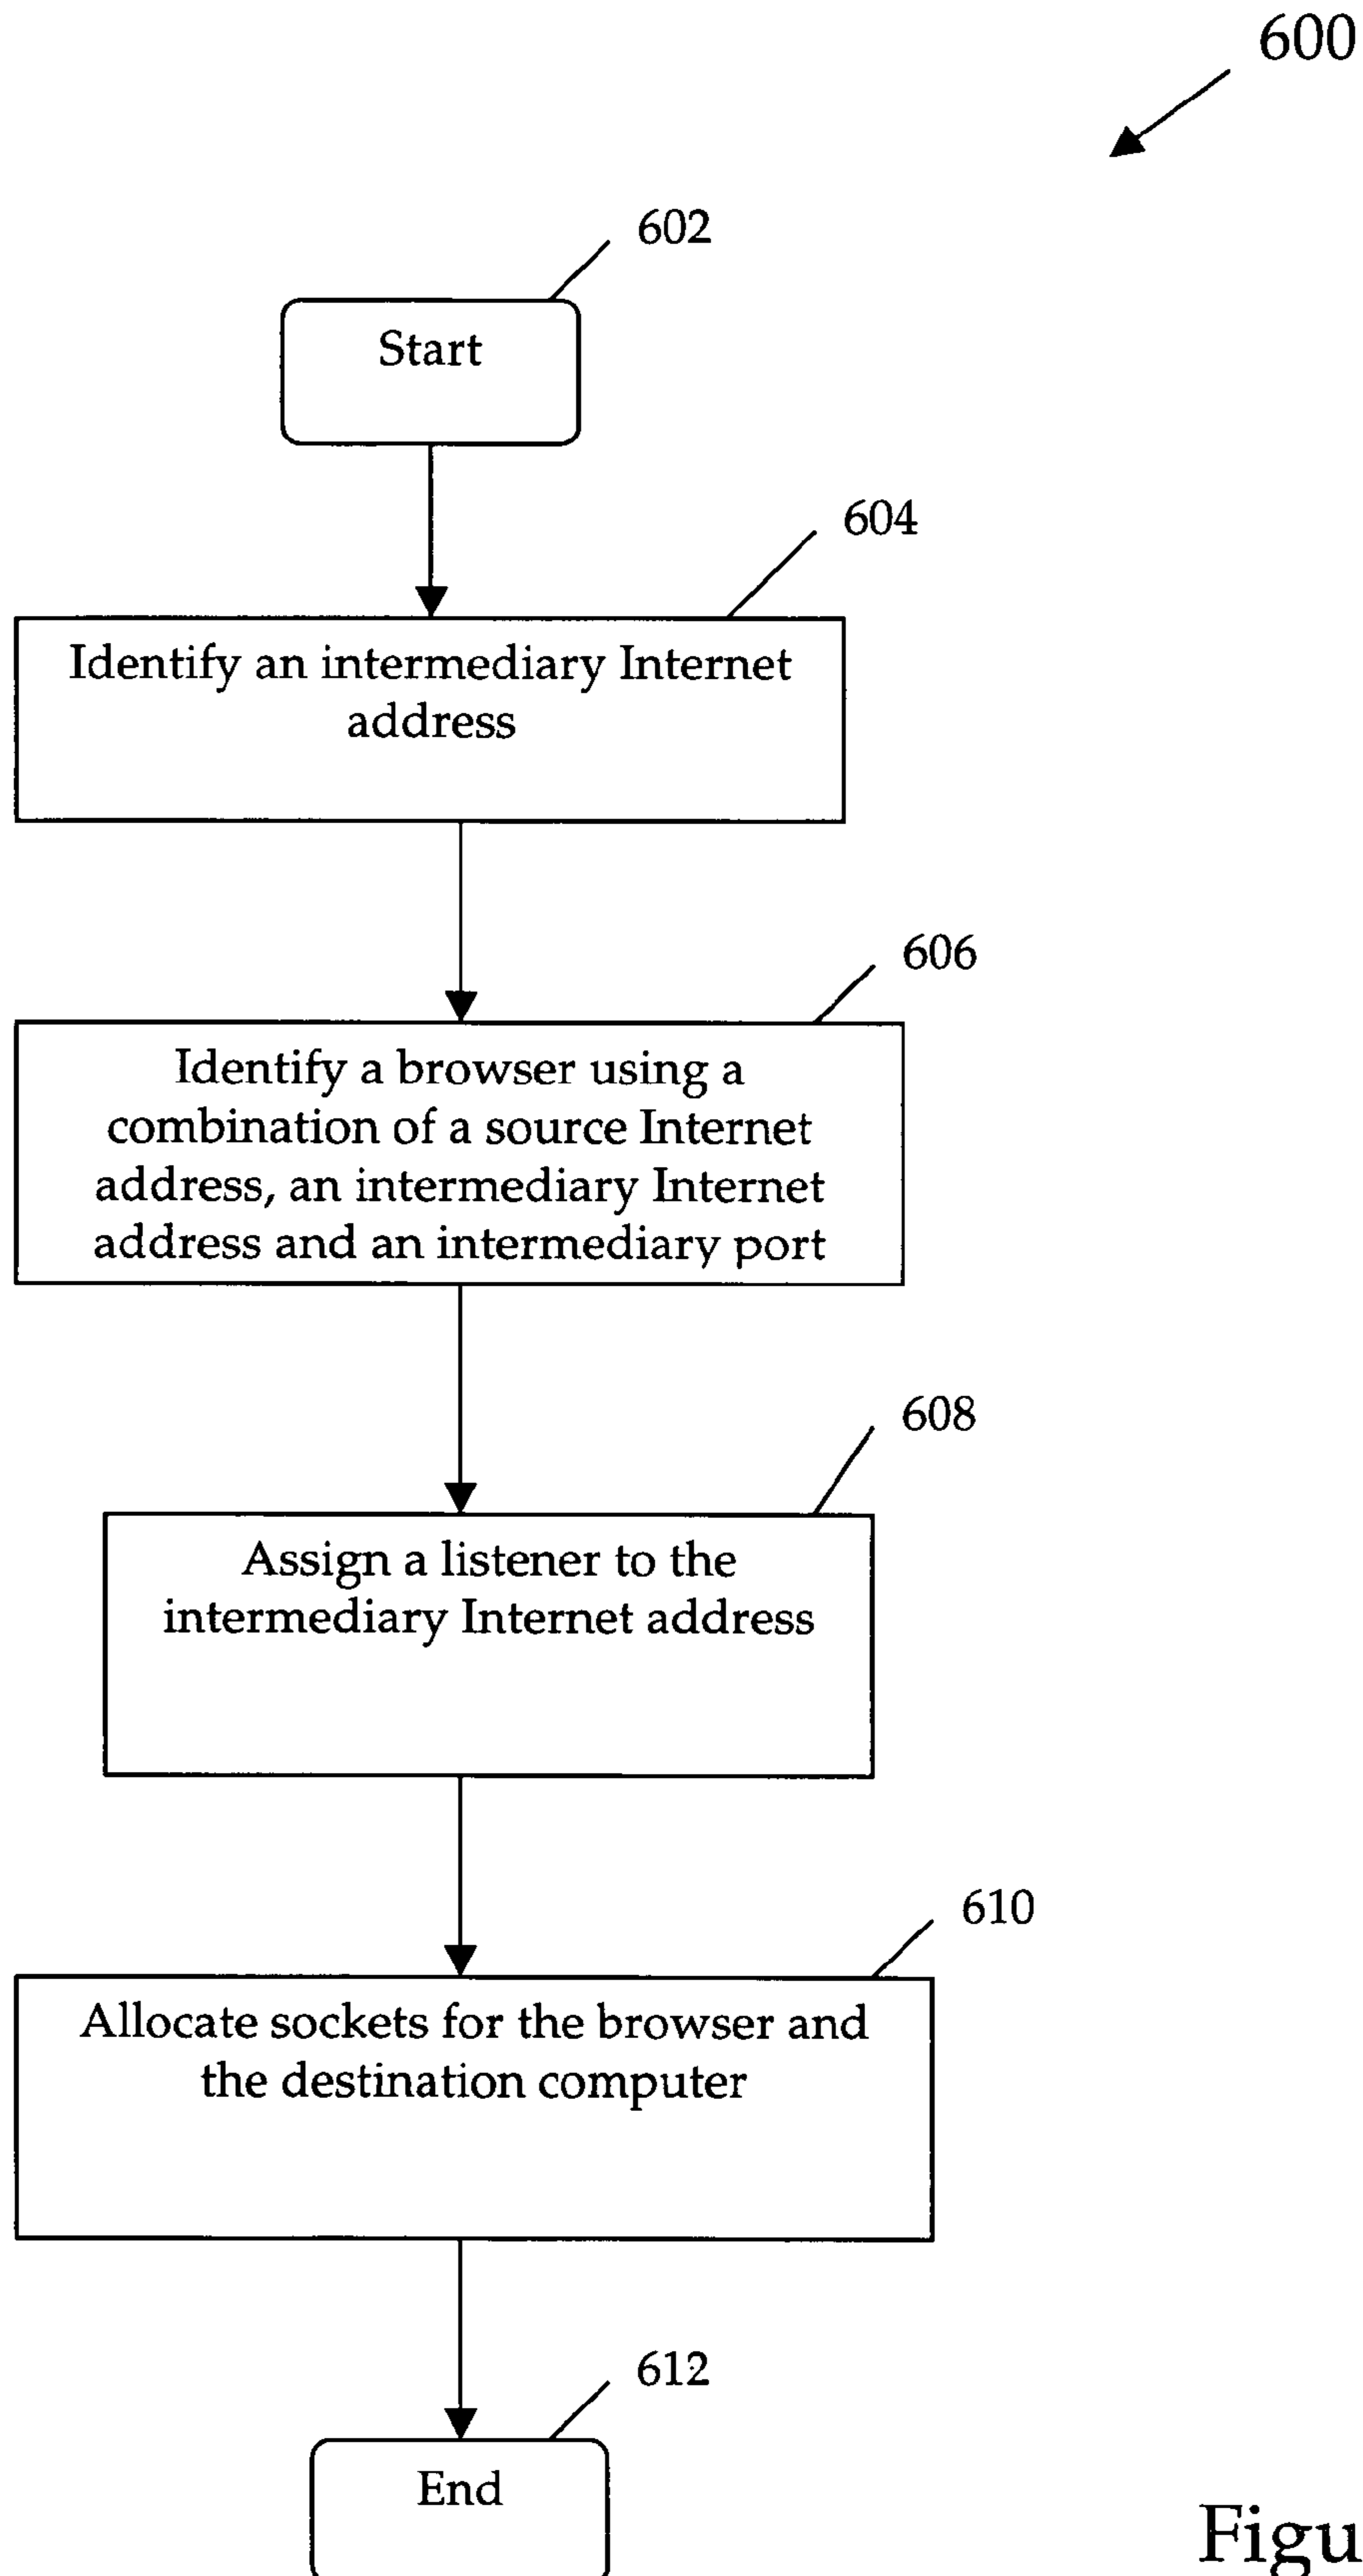 600
602
Start
604
Identify an intermediary Internet
address
606
Identify a browser using a
combination of a source Internet
address, an intermediary Internet
address and an intermediary port
608
Assign a listener to the
intermediary Internet address
610
Allocate sockets for the browser and
the destination computer
612
End
Figu